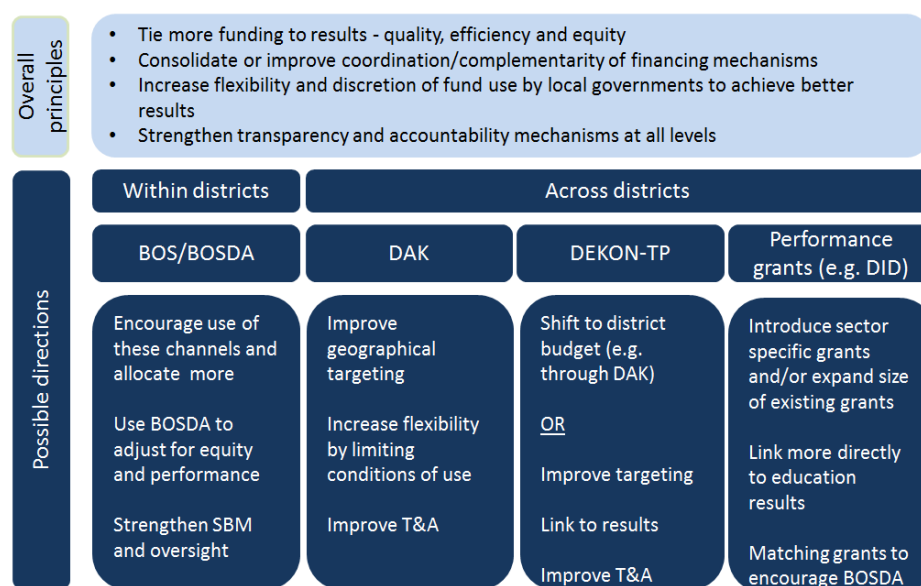 Overall
principles
• Tie more funding to results - quality, efficiency and equity
• Consolidate or improve coordination/complementarity of financing mechanisms
• Increase flexibility and discretion of fund use by local governments to achieve better
results
• Strengthen transparency and accountability mechanisms at all levels
Possible directions
Within districts
Across districts
BOS/BOSDA
DAK
DEKON-TP
Performance
grants (e.g. DID)
Encourage use of
these channels and
allocate more
Use BOSDA to
adjust for equity
and performance
Strengthen SBM
and oversight
Improve
geographical
targeting
Increase flexibility
by limiting
conditions of use
Improve T&A
Shift to district
budget (e.g.
through DAK)
OR
Improve targeting
Link to results
Improve T&A
Introduce sector
specific grants
and/or expand size
of existing grants
Link more directly
to education
results
Matching grants to
encourage BOSDA